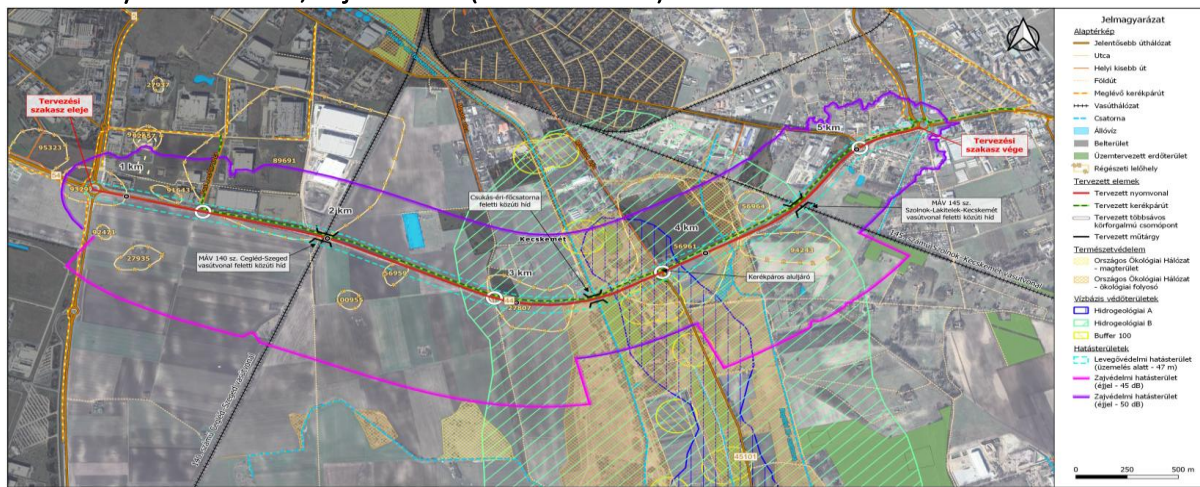 Tervezési
szakasz eleje
95323
27937
89691
1 km
93643
92471
27935
2 km
MÁV 140 sz. Cegléd-Szeged
vasútvonal feletti közúti híd
Csukás-éri-főcsatorna
feletti közúti híd
Kecskemét
56959
3 km
27807
4 km
56961
56964
Kerékpáros aluljáró
MÁV 145 sz.
Szolnok-Lakitelek-Kecskemét
vasútvonal feletti közúti híd
5 km
Tervezési
szakasz vége
45101
Jelmagyarázat
Alaptérkép
Jelentősebb úthálózat
Utca
Helyi kisebb út
Földút
Meglévő kerékpárút
Vasúthálózat
Csatorna
Állóvíz
Belterület
Üzemtervezett erdőterület
Régészeti lelőhely
Tervezett elemek
Tervezett nyomvonal
Tervezett kerékpárút
Tervezett többsávos
körforgalmú csomópont
Tervezett műtárgy
Természetvédelem
Országos Ökológiai Hálózat
- magterület
Országos Ökológiai Hálózat
- ökológiai folyosó
Vízbázis védőterületek
Hidrogeológiai A
Hidrogeológiai B
Buffer 100
Hatásterületek
Levegővédelmi hatásterület
(üzemelés alatt - 47 m)
Zajvédelmi hatásterület
(éjjel - 45 dB)
Zajvédelmi hatásterület
(éjjel - 50 dB)
0 250 500 m